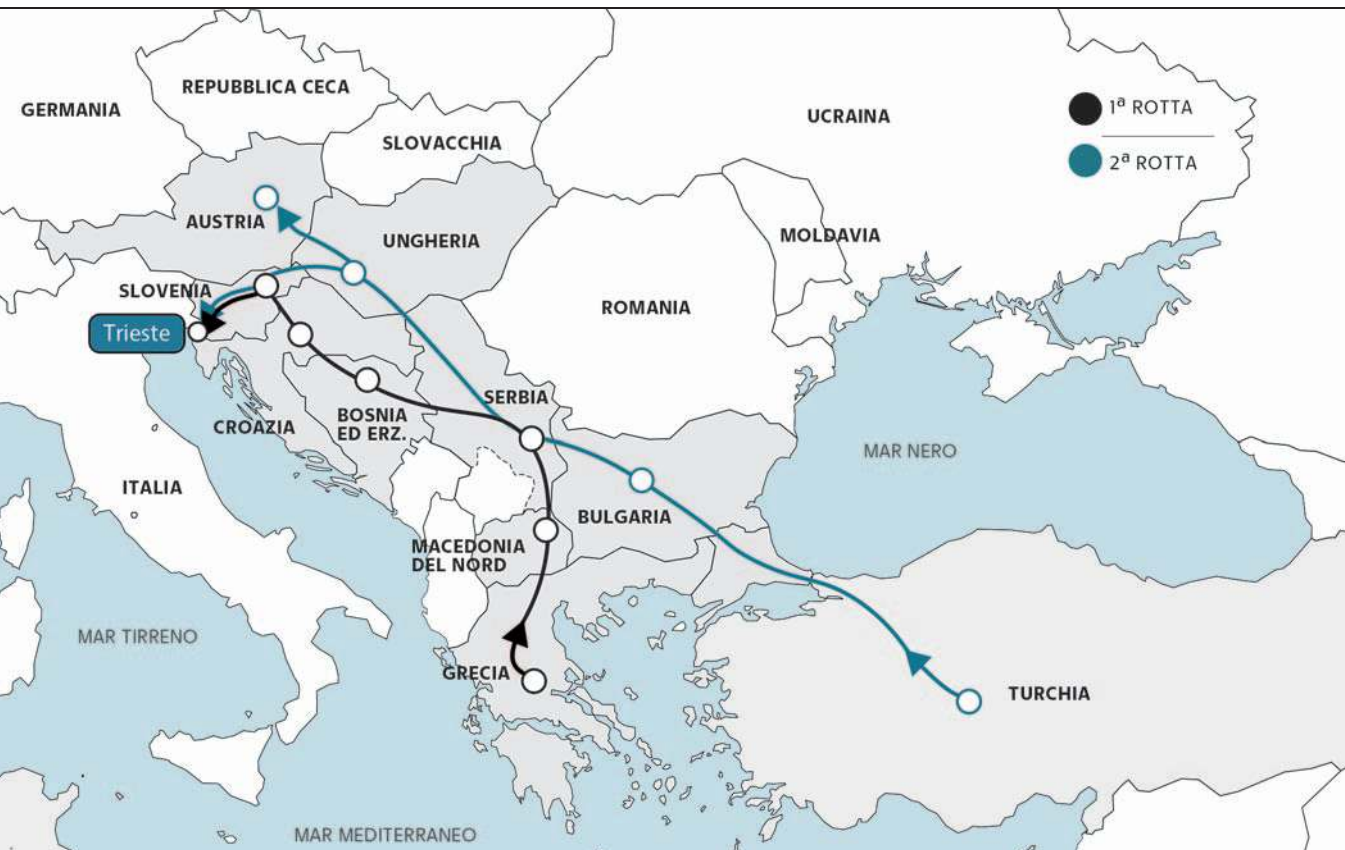 REPUBBLICA CECA
GERMANIA
1ª ROTTA
UCRAINA
SLOVACCHIA
2ª ROTTA
AUSTRIA
UNGHERIA
MOLDAVIA
SLOVENIA
ROMANIA
Trieste
SERBIA
BOSNIA
ED ERZ.
CROAZIA
MAR NERO
ITALIA
BULGARIA
MACEDONIA
DEL NORD
MAR TIRRENO
GRECIA
TURCHIA
MAR MEDITERRANEO